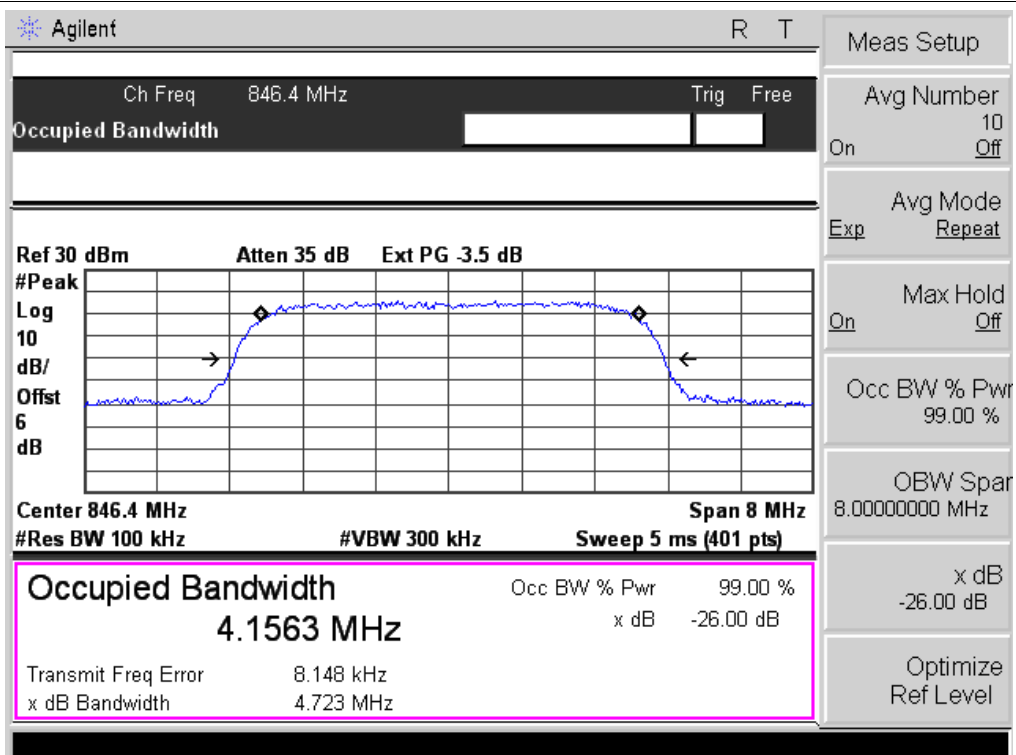 Agilent R T
Ch Freq 846.4 MHz Trig Free
Occupied Bandwidth
Ref 30 dBm Atten 35 dB Ext PG -3.5 dB
#Peak
Log
10
dB/
Offst
6
dB
Center 846.4 MHz Span 8 MHz
#Res BW 100 kHz #VBW 300 kHz Sweep 5 ms (401 pts)
Occupied Bandwidth Occ BW % Pwr 99.00 %
4.1563 MHz x dB -26.00 dB
Transmit Freq Error 8.148 kHz
x dB Bandwidth 4.723 MHz
Meas Setup
Avg Number
10
On Off
Avg Mode
Exp Repeat
Max Hold
On Off
Occ BW % Pwr
99.00 %
OBW Span
8.00000000 MHz
x dB
-26.00 dB
Optimize
Ref Level